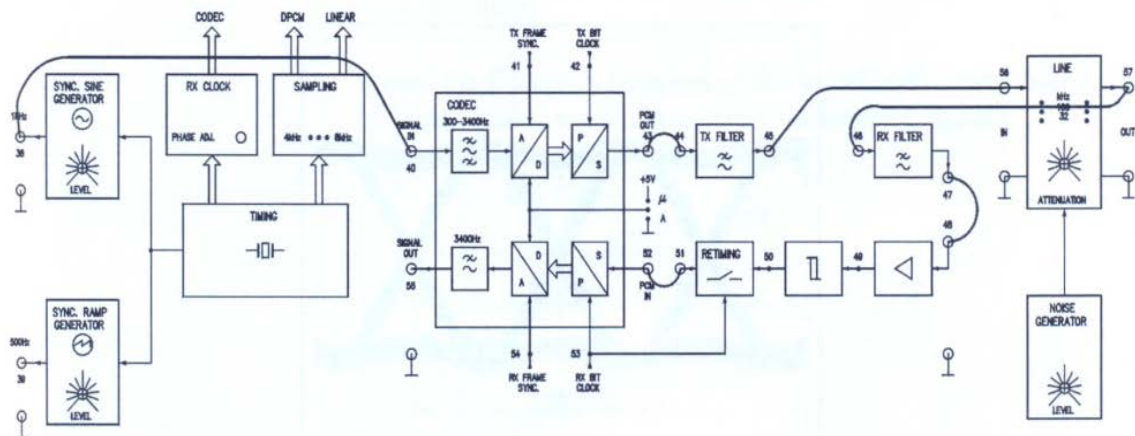 CODEC
DPCM
LINEAR
SYNC. SINE
GENERATOR
1kHz
38
LEVEL
RX CLOCK
PHASE ADJ.
SAMPLING
4kHz
8kHz
TIMING
SYNC. RAMP
GENERATOR
500Hz
39
LEVEL
TX FRAME
SYNC.
41
TX BIT
CLOCK
42
CODEC
300-3400Hz
SIGNAL
IN
40
A
D
P
S
PCM
OUT
43
44
TX FILTER
45
+5V
μ
A
SIGNAL
OUT
55
3400Hz
D
A
S
P
52
PCM
IN
51
RETIMING
50
49
54
RX FRAME
SYNC.
53
RX BIT
CLOCK
46
RX FILTER
47
48
56
LINE
57
kHz
32
IN
OUT
ATTENUATION
NOISE
GENERATOR
LEVEL